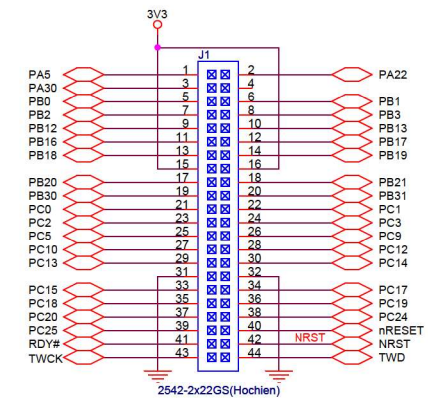 3V3
J1
PA5 1 2 PA22
PA30 3 4
PB0 5 6 PB1
PB2 7 8 PB3
PB12 9 10 PB13
PB16 11 12 PB17
PB18 13 14 PB19
15 16
PB20 17 18 PB21
PB30 19 20 PB31
PC0 21 22 PC1
PC2 23 24 PC3
PC5 25 26 PC9
PC10 27 28 PC12
PC13 29 30 PC14
31 32
PC15 33 34 PC17
PC18 35 36 PC19
PC20 37 38 PC24
PC25 39 40 nRESET
RDY# 41 42 NRST NRST
TWCK 43 44 TWD
2542-2x22GS(Hochien)